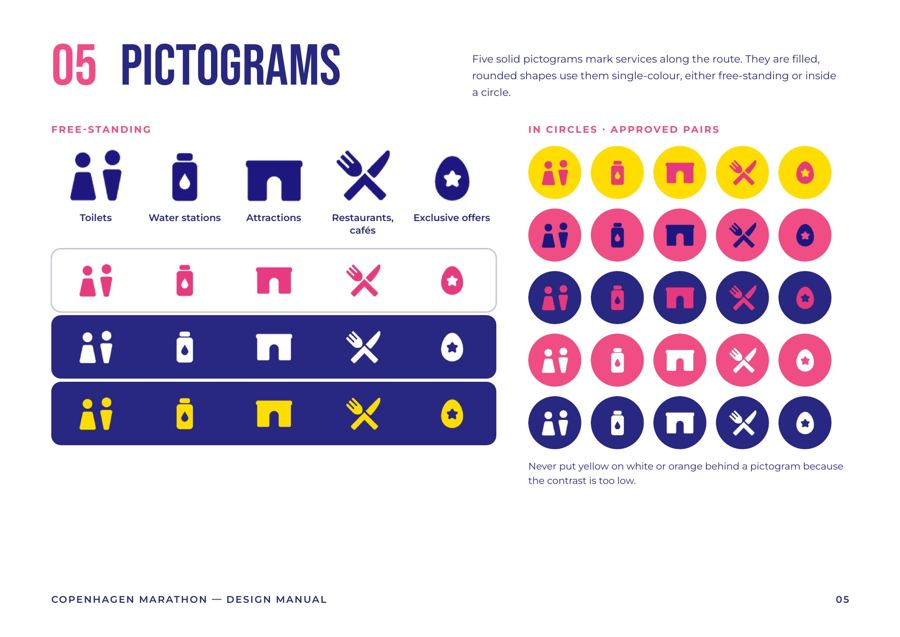 05 PICTOGRAMS
Five solid pictograms mark services along the route. They are filled,
rounded shapes use them single-colour, either free-standing or inside
a circle.
FREE-STANDING
IN CIRCLES · APPROVED PAIRS
Toilets
Water stations
Attractions
Restaurants,
cafés
Exclusive offers
Never put yellow on white or orange behind a pictogram because
the contrast is too low.
COPENHAGEN MARATHON — DESIGN MANUAL
05